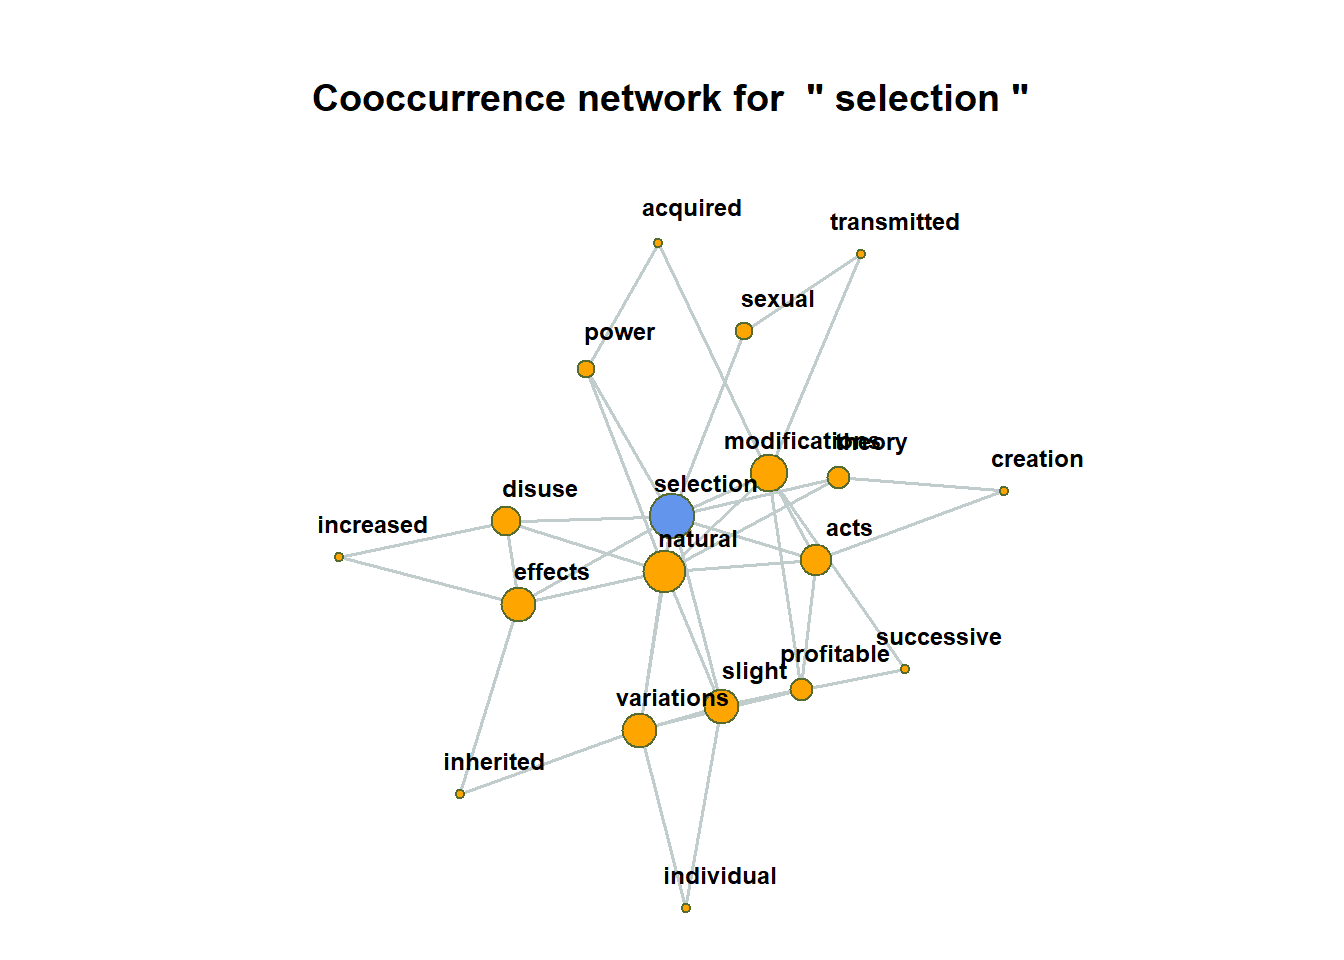 Cooccurrence network for " selection "
acquired
transmitted
sexual
power
modifications
theory
creation
selection
disuse
increased
acts
natural
effects
successive
profitable
slight
variations
inherited
individual